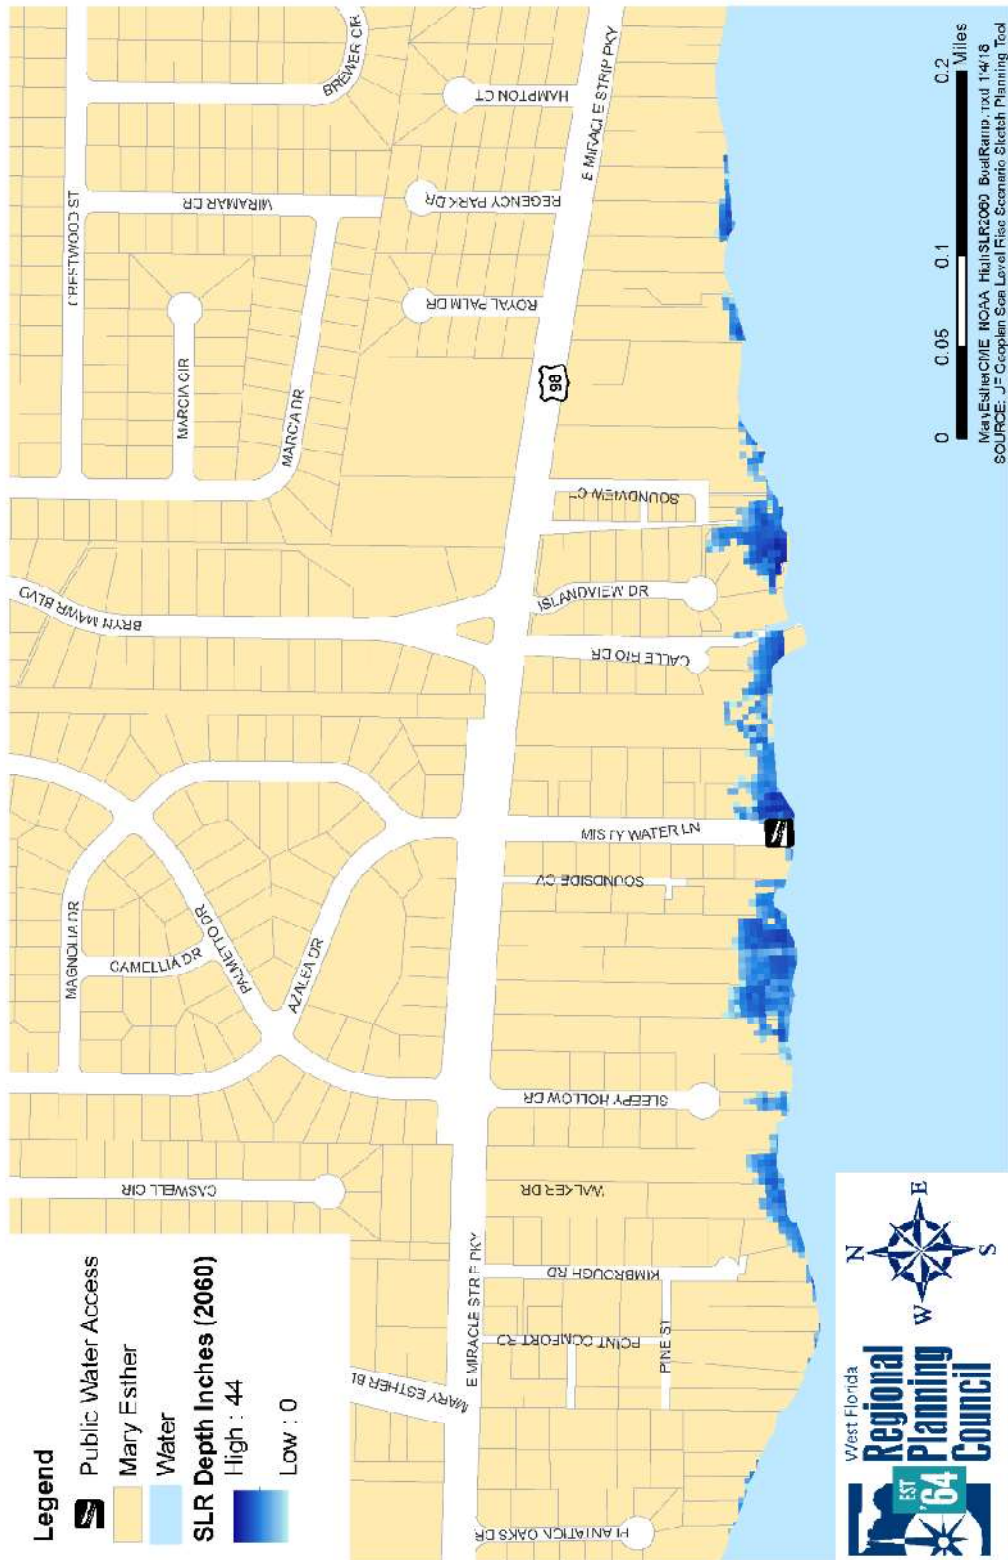 Legend
Public Water Access
Mary Esther
Water
SLR Depth Inches (2060)
High : 44
Low : 0
CRESTWOOD ST
BREWER CIR
MIRAMAR DR
MARCIA CIR
MARCIA DR
HAMPTON CT
REGENCY PARK DR
ROYAL PALM DR
BRYN MAWR BLVD
MAGNOLIA DR
CAMELLIA DR
PALMETTO DR
AZALEA DR
CASWELL CIR
MARY ESTHER BL
E MIRACLE STRIP PKY
98
E MIRACLE STRIP PKY
PLANTATION OAKS DR
POINT COMFORT RD
PINE ST
KIMBROUGH RD
WALKER DR
SLEEPY HOLLOW DR
SOUNDSIDE CV
MISTY WATER LN
CALLE RIO DR
ISLANDVIEW DR
SOUNDVIEW CT
West Florida
Regional
Planning
Council
EST
'64
N
E
S
W
0 0.05 0.1 0.2
Miles
MaryEstherCME NOAA HighSLR2060 BoatRamp.mxd 1/4/18
SOURCE: UF Geoplan Sea Level Rise Scenario Sketch Planning Tool